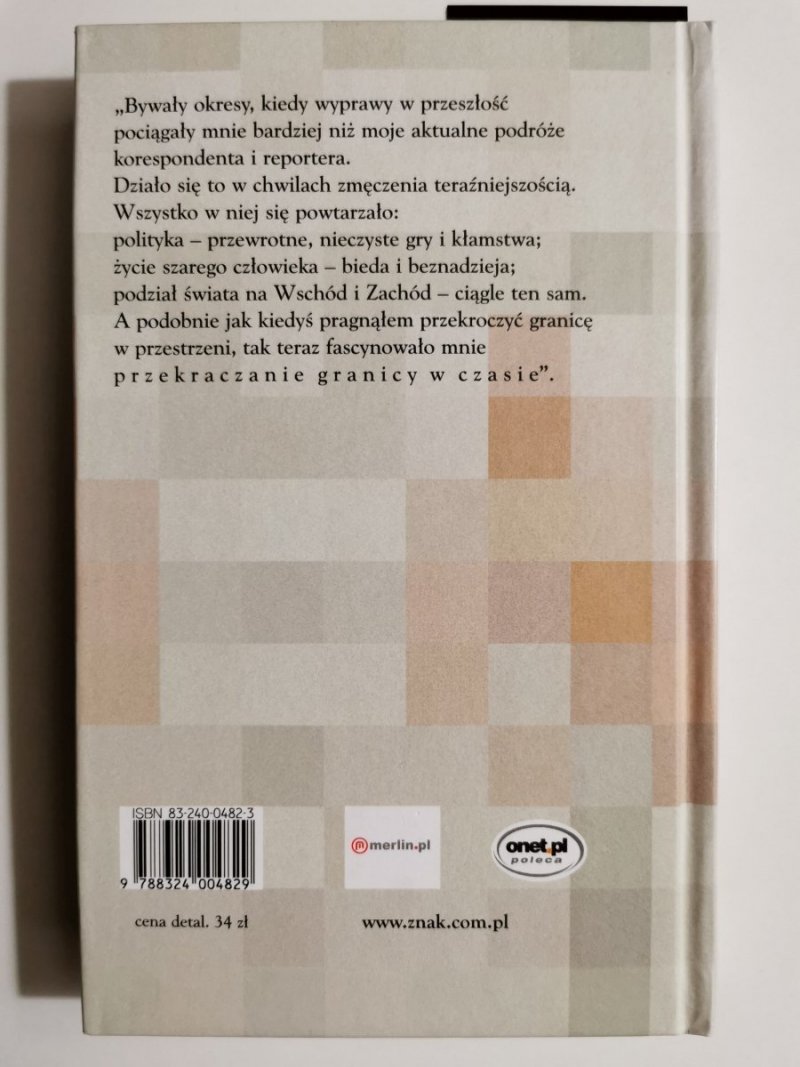 „Bywały okresy, kiedy wyprawy w przeszłość
pociągały mnie bardziej niż moje aktualne podróże
korespondenta i reportera.
Działo się to w chwilach zmęczenia teraźniejszością.
Wszystko w niej się powtarzało:
polityka – przewrotne, nieczyste gry i kłamstwa;
życie szarego człowieka – bieda i beznadzieja;
podział świata na Wschód i Zachód – ciągle ten sam.
A podobnie jak kiedyś pragnąłem przekroczyć granicę
w przestrzeni, tak teraz fascynowało mnie
przekraczanie granicy w czasie”.
ISBN 83-240-0482-3
9 788324 004829
cena detal. 34 zł
merlin.pl
www.znak.com.pl
onet.pl
poleca